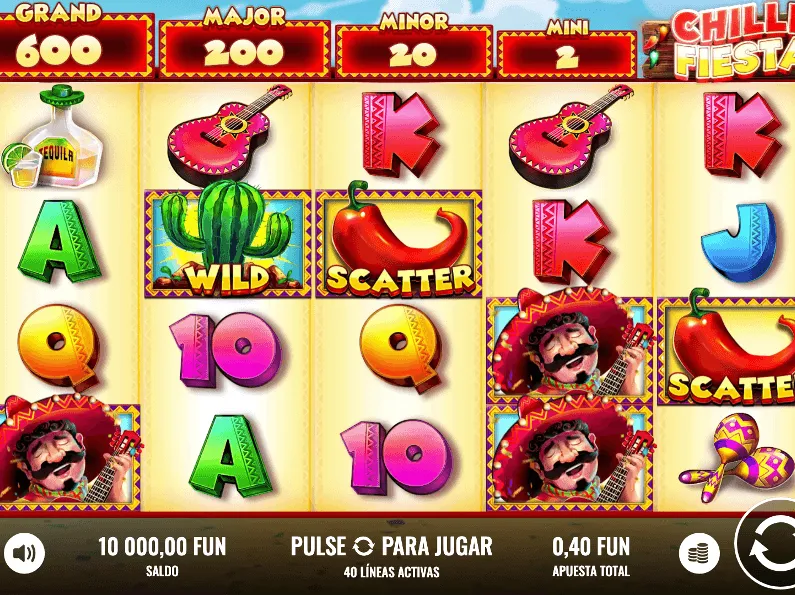 GRAND
600
MAJOR
200
MINOR
20
MINI
2
CHILLI
FIESTA
TEQUILA
K
K
A
WILD
SCATTER
K
J
Q
10
Q
SCATTER
A
10
10 000,00 FUN
SALDO
PULSE PARA JUGAR
40 LÍNEAS ACTIVAS
0,40 FUN
APUESTA TOTAL